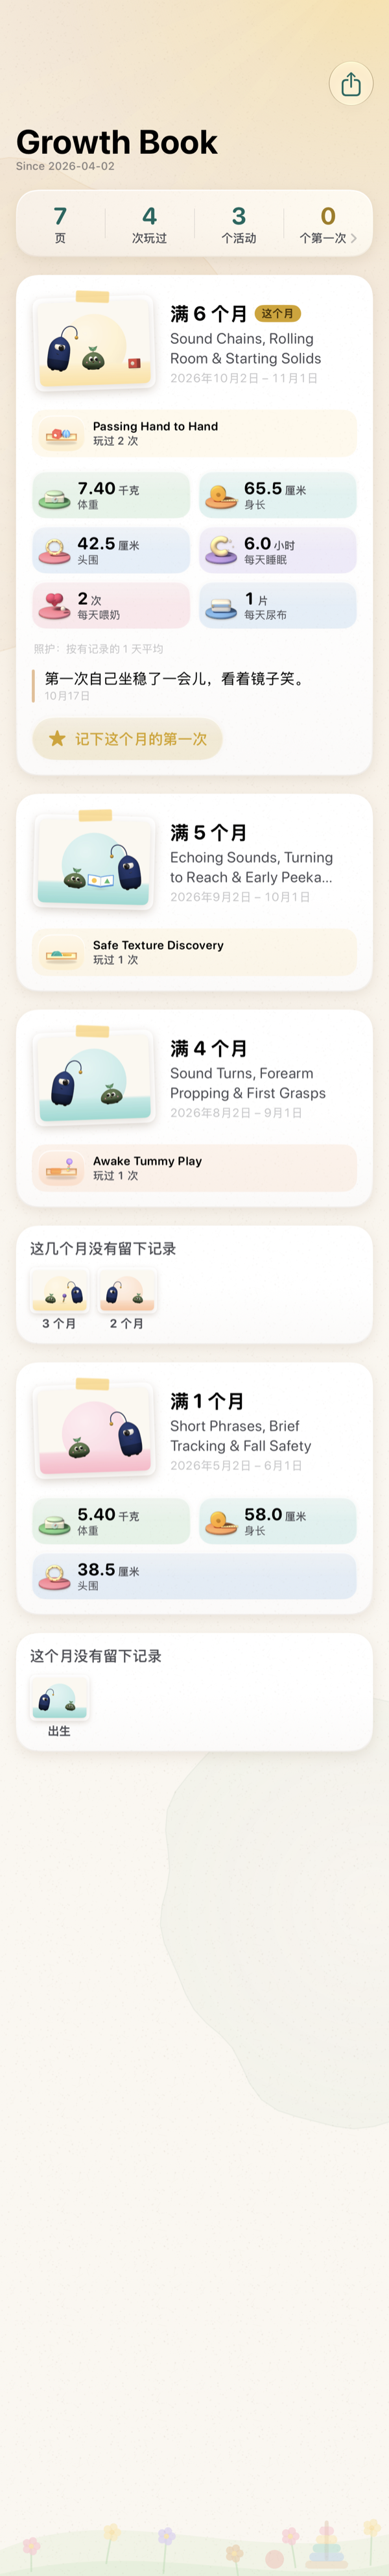 Growth Book
Since 2026-04-02
7
页
4
次玩过
3
个活动
0
个第一次
满 6 个月
这个月
Sound Chains, Rolling
Room & Starting Solids
2026年10月2日 – 11月1日
Passing Hand to Hand
玩过 2 次
7.40 千克
体重
65.5 厘米
身长
42.5 厘米
头围
6.0 小时
每天睡眠
2 次
每天喂奶
1 片
每天尿布
照护：按有记录的 1 天平均
第一次自己坐稳了一会儿，看着镜子笑。
10月17日
记下这个月的第一次
满 5 个月
Echoing Sounds, Turning
to Reach & Early Peeka...
2026年9月2日 – 10月1日
Safe Texture Discovery
玩过 1 次
满 4 个月
Sound Turns, Forearm
Propping & First Grasps
2026年8月2日 – 9月1日
Awake Tummy Play
玩过 1 次
这几个月没有留下记录
3 个月
2 个月
满 1 个月
Short Phrases, Brief
Tracking & Fall Safety
2026年5月2日 – 6月1日
5.40 千克
体重
58.0 厘米
身长
38.5 厘米
头围
这个月没有留下记录
出生